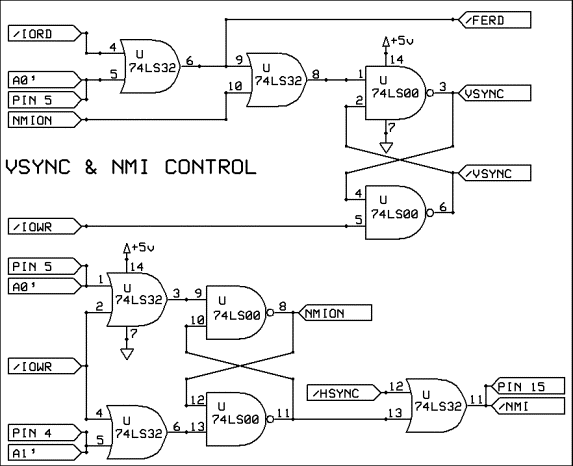 /FERD
/IORD
4
U
74LS32
6
9
U
74LS32
+5v
14
A0'
5
8
1
U
74LS00
3
VSYNC
PIN 5
10
2
NMION
7
VSYNC & NMI CONTROL
/VSYNC
4
U
74LS00
6
/IOWR
5
+5v
PIN 5
14
A0'
1
U
74LS32
3
9
U
74LS00
8
NMION
2
10
7
/IOWR
/HSYNC
12
U
74LS32
PIN 15
12
U
74LS00
11
13
11
/NMI
4
U
74LS32
6
13
PIN 4
5
A1'